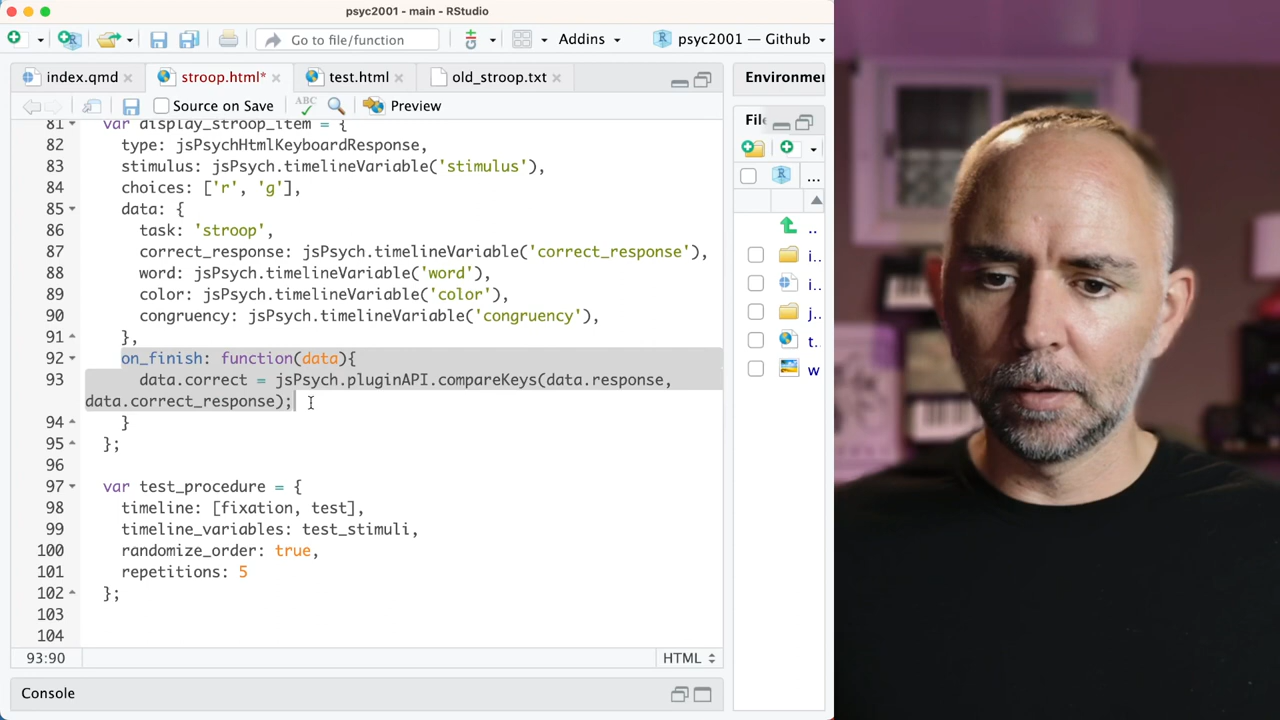 psyc2001 - main - RStudio
Go to file/function
Addins
psyc2001 — Github
index.qmd
stroop.html*
test.html
old_stroop.txt
Environme
Source on Save
ABC
Preview
81 var display_stroop_item = {
82 type: jsPsychHtmlKeyboardResponse,
83 stimulus: jsPsych.timelineVariable('stimulus'),
84 choices: ['r', 'g'],
85 data: {
86 task: 'stroop',
87 correct_response: jsPsych.timelineVariable('correct_response'),
88 word: jsPsych.timelineVariable('word'),
89 color: jsPsych.timelineVariable('color'),
90 congruency: jsPsych.timelineVariable('congruency'),
91 },
92 on_finish: function(data){
93 data.correct = jsPsych.pluginAPI.compareKeys(data.response,
data.correct_response);
94 }
95 };
96
97 var test_procedure = {
98 timeline: [fixation, test],
99 timeline_variables: test_stimuli,
100 randomize_order: true,
101 repetitions: 5
102 };
103
104
93:90
HTML
Console
File
...
..
i..
i..
j..
t..
w